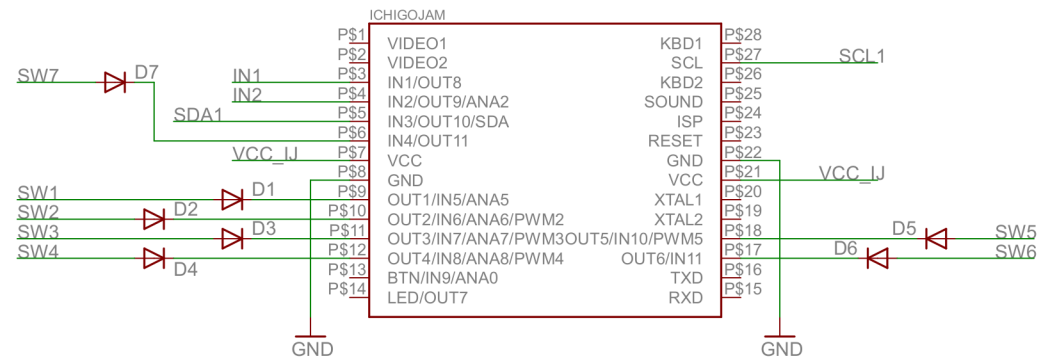 ICHIGOJAM
P$1 VIDEO1 KBD1 P$28
P$2 VIDEO2 SCL P$27 SCL1
SW7 D7 IN1 P$3 IN1/OUT8 KBD2 P$26
IN2 P$4 IN2/OUT9/ANA2 SOUND P$25
SDA1 P$5 IN3/OUT10/SDA ISP P$24
P$6 IN4/OUT11 RESET P$23
VCC_IJ P$7 VCC GND P$22
P$8 GND VCC P$21 VCC_IJ
SW1 D1 P$9 OUT1/IN5/ANA5 XTAL1 P$20
SW2 D2 P$10 OUT2/IN6/ANA6/PWM2 XTAL2 P$19
SW3 D3 P$11 OUT3/IN7/ANA7/PWM3 OUT5/IN10/PWM5 P$18 D5 SW5
SW4 D4 P$12 OUT4/IN8/ANA8/PWM4 OUT6/IN11 P$17 D6 SW6
P$13 BTN/IN9/ANA0 TXD P$16
P$14 LED/OUT7 RXD P$15
GND GND